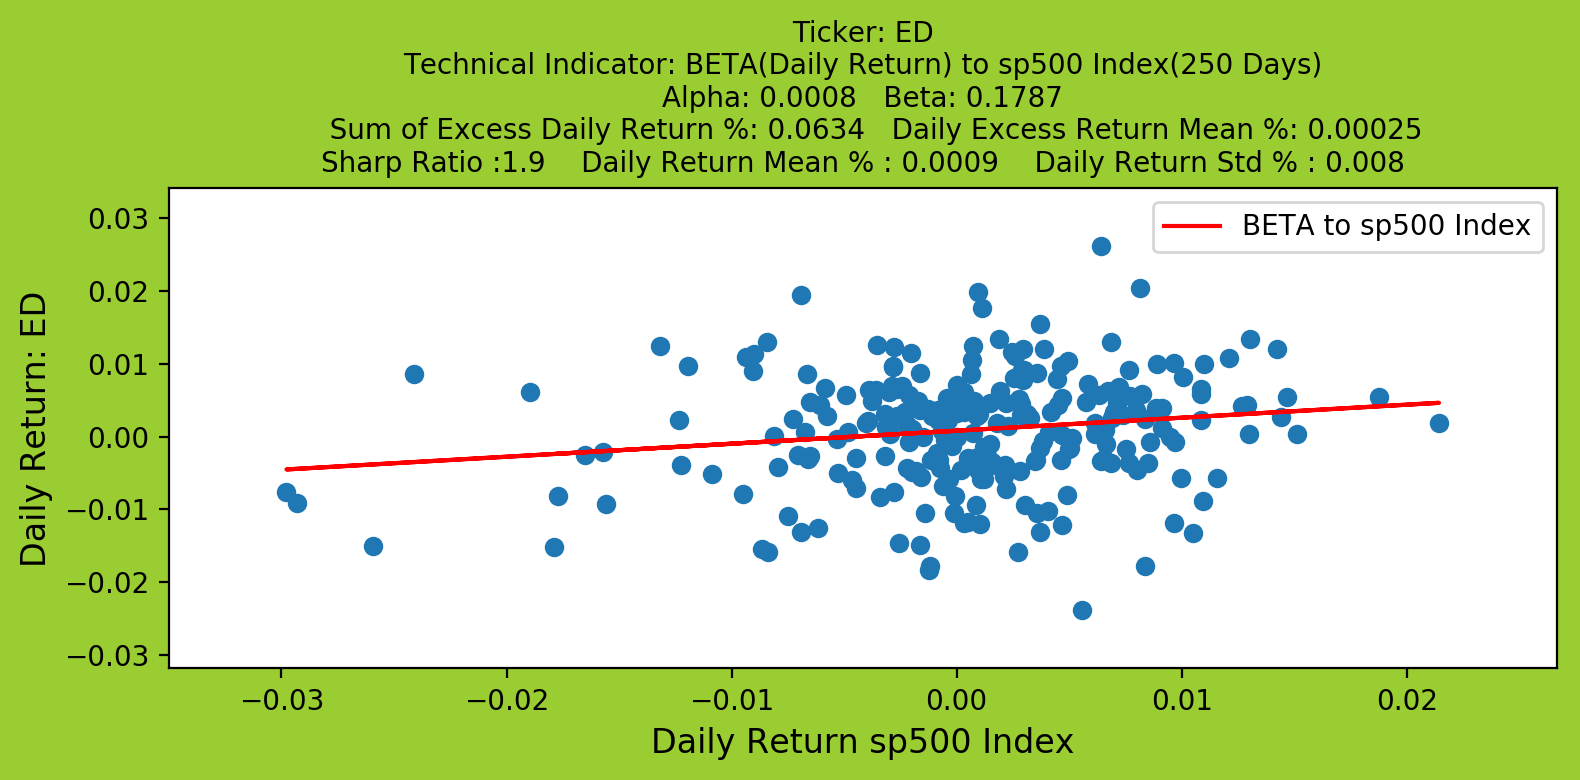 Ticker: ED
Technical Indicator: BETA(Daily Return) to sp500 Index(250 Days)
Alpha: 0.0008   Beta: 0.1787
Sum of Excess Daily Return %: 0.0634   Daily Excess Return Mean %: 0.00025
Sharp Ratio :1.9    Daily Return Mean % : 0.0009    Daily Return Std % : 0.008
BETA to sp500 Index
Daily Return: ED
0.03
0.02
0.01
0.00
−0.01
−0.02
−0.03
−0.03
−0.02
−0.01
0.00
0.01
0.02
Daily Return sp500 Index